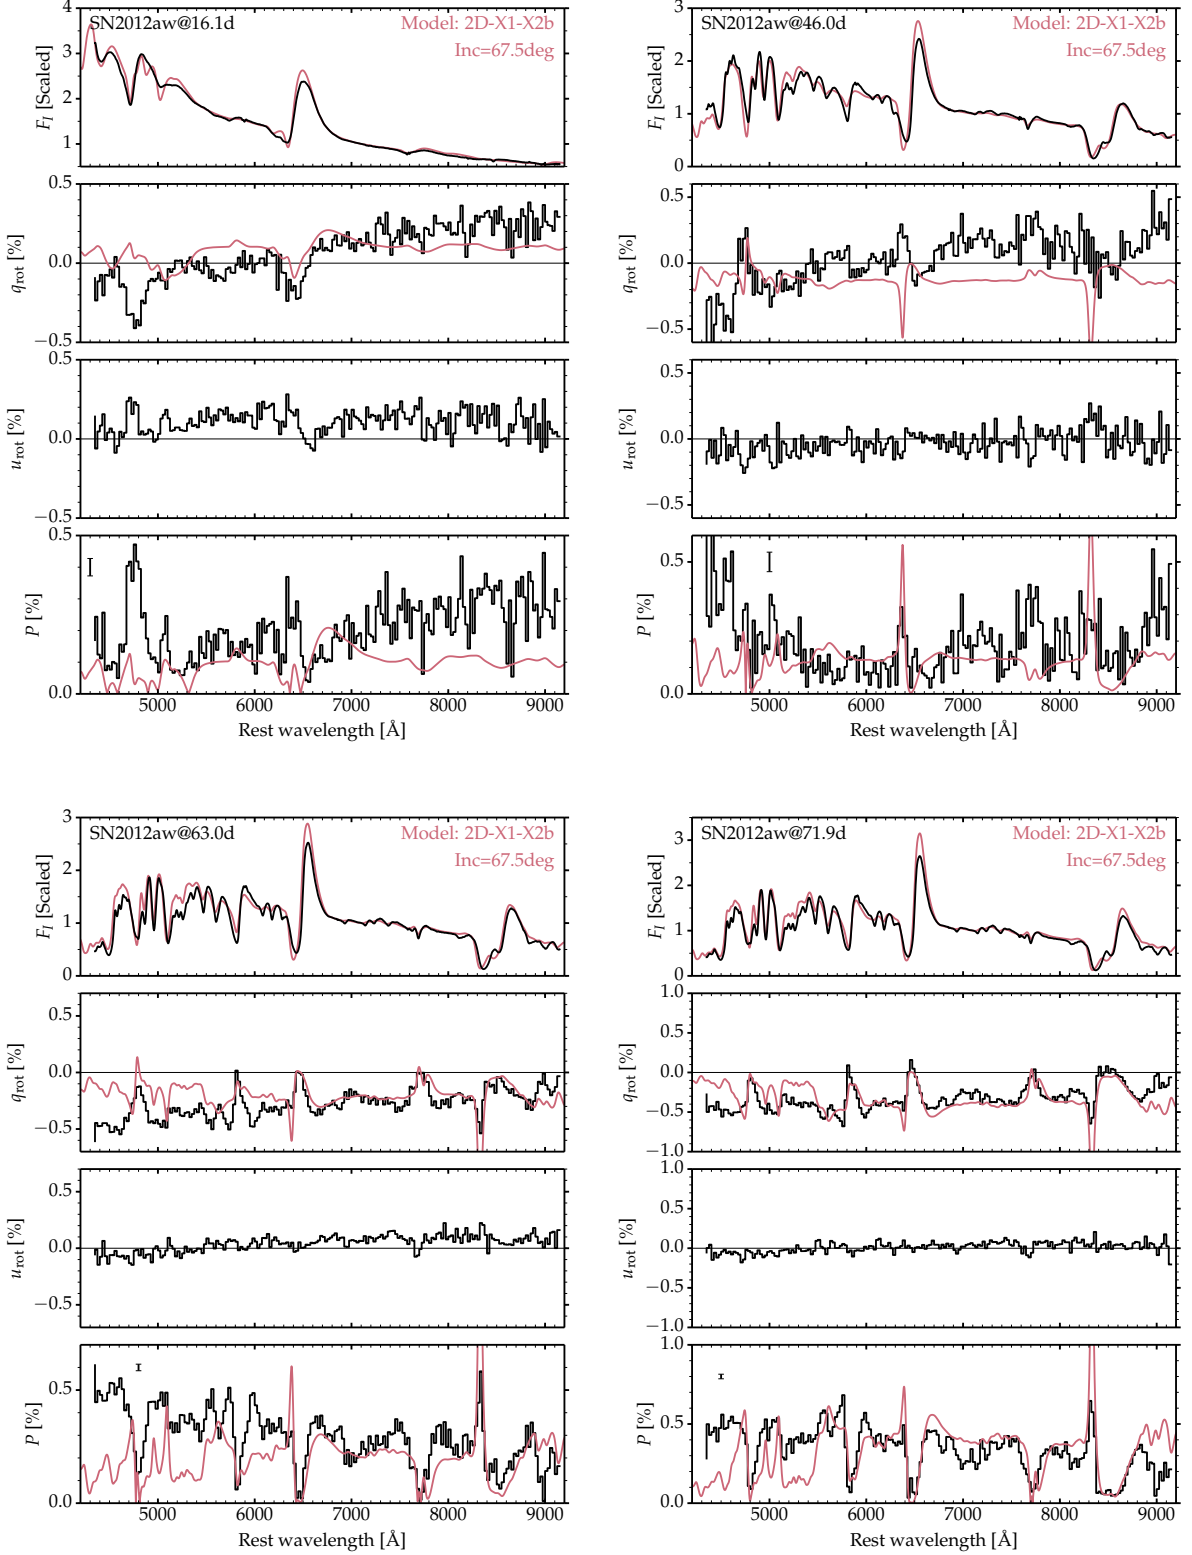 SN2012aw@16.1d
Model: 2D-X1-X2b
Inc=67.5deg
F_I [Scaled]
4
3
2
1
q_rot [%]
0.5
0.0
−0.5
u_rot [%]
0.5
0.0
−0.5
P [%]
0.5
0.0
5000 6000 7000 8000 9000
Rest wavelength [Å]
SN2012aw@46.0d
Model: 2D-X1-X2b
Inc=67.5deg
F_I [Scaled]
3
2
1
0
q_rot [%]
0.5
0.0
−0.5
u_rot [%]
0.5
0.0
−0.5
P [%]
0.5
0.0
5000 6000 7000 8000 9000
Rest wavelength [Å]
SN2012aw@63.0d
Model: 2D-X1-X2b
Inc=67.5deg
F_I [Scaled]
3
2
1
0
q_rot [%]
0.5
0.0
−0.5
u_rot [%]
0.5
0.0
−0.5
P [%]
0.5
0.0
5000 6000 7000 8000 9000
Rest wavelength [Å]
SN2012aw@71.9d
Model: 2D-X1-X2b
Inc=67.5deg
F_I [Scaled]
3
2
1
0
q_rot [%]
1.0
0.5
0.0
−0.5
−1.0
u_rot [%]
1.0
0.5
0.0
−0.5
−1.0
P [%]
1.0
0.5
0.0
5000 6000 7000 8000 9000
Rest wavelength [Å]